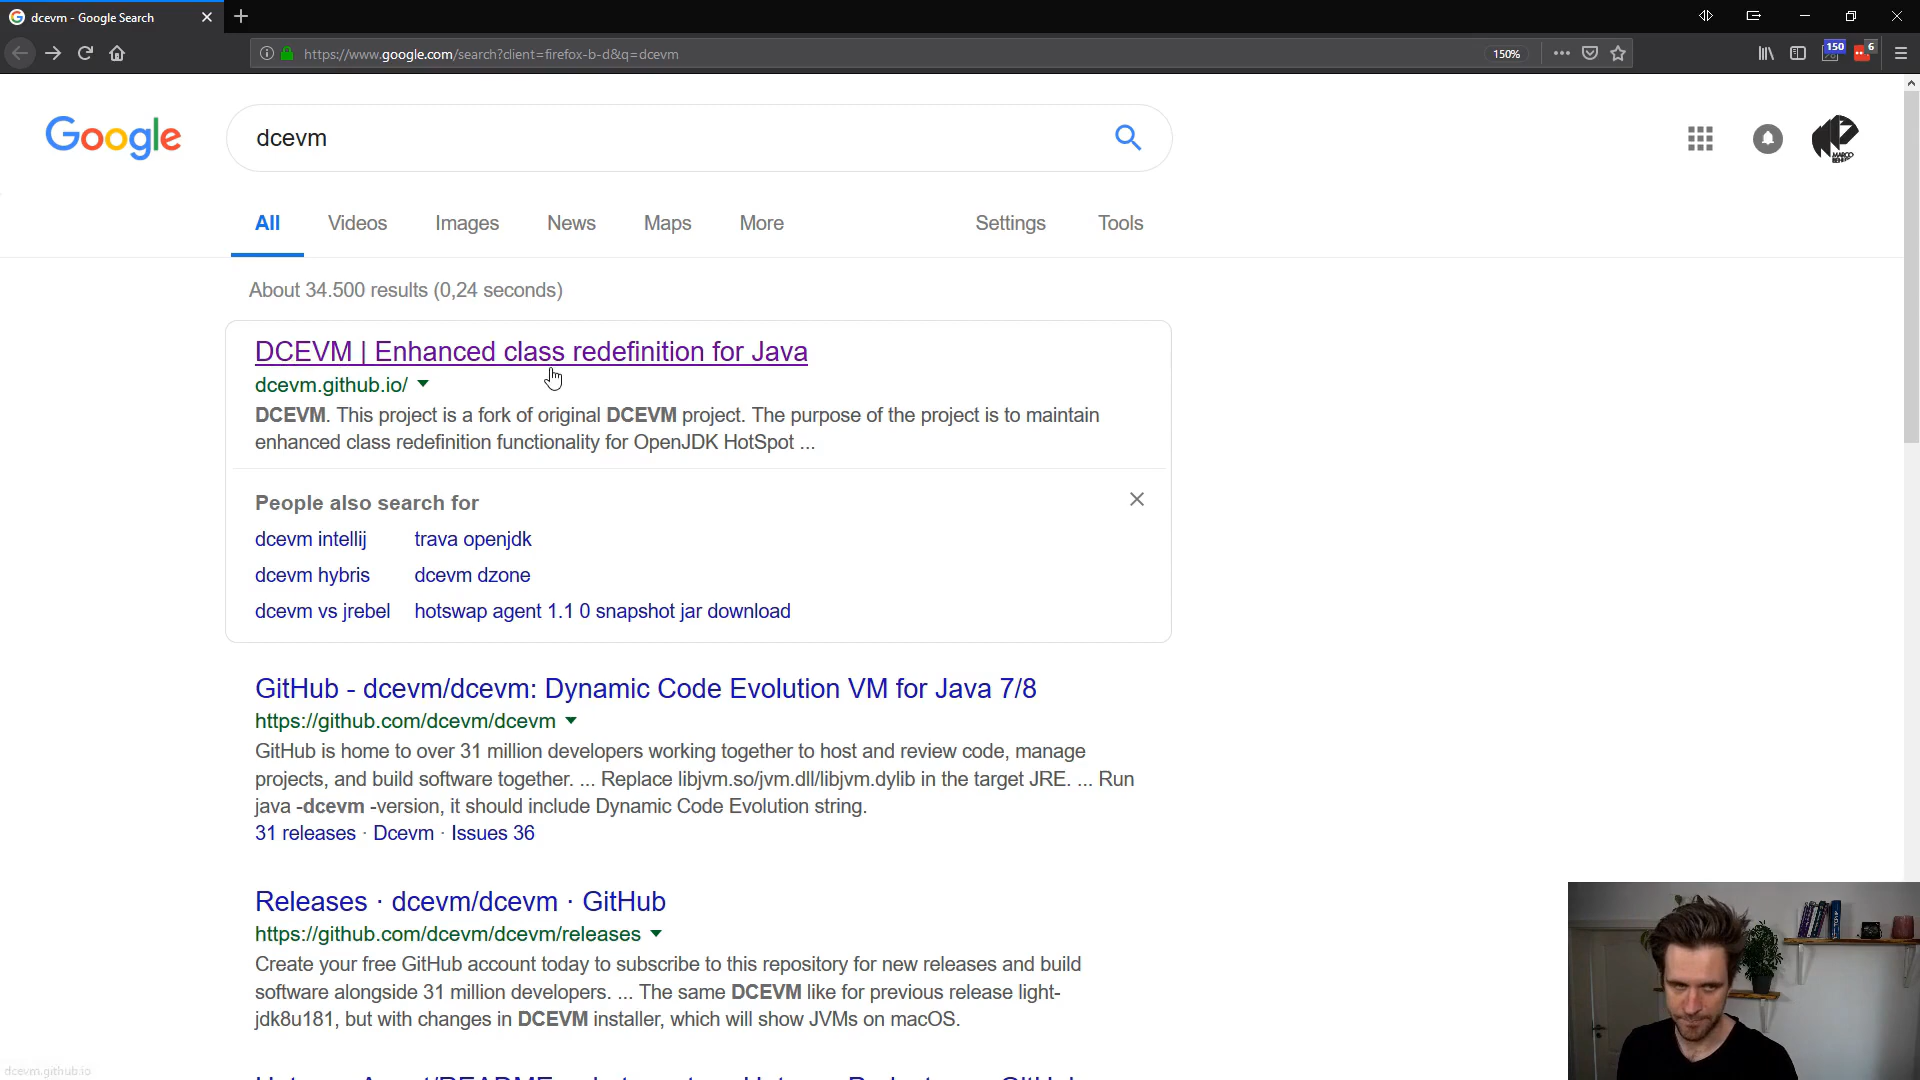 dcevm - Google Search
https://www.google.com/search?client=firefox-b-d&q=dcevm
150%
150
6
Google
dcevm
MARCO
All
Videos
Images
News
Maps
More
Settings
Tools
About 34.500 results (0,24 seconds)
DCEVM | Enhanced class redefinition for Java
dcevm.github.io/
DCEVM. This project is a fork of original DCEVM project. The purpose of the project is to maintain
enhanced class redefinition functionality for OpenJDK HotSpot ...
People also search for
dcevm intellij
trava openjdk
dcevm hybris
dcevm dzone
dcevm vs jrebel
hotswap agent 1.1 0 snapshot jar download
GitHub - dcevm/dcevm: Dynamic Code Evolution VM for Java 7/8
https://github.com/dcevm/dcevm
GitHub is home to over 31 million developers working together to host and review code, manage
projects, and build software together. ... Replace libjvm.so/jvm.dll/libjvm.dylib in the target JRE. ... Run
java -dcevm -version, it should include Dynamic Code Evolution string.
31 releases · Dcevm · Issues 36
Releases · dcevm/dcevm · GitHub
https://github.com/dcevm/dcevm/releases
Create your free GitHub account today to subscribe to this repository for new releases and build
software alongside 31 million developers. ... The same DCEVM like for previous release light-
jdk8u181, but with changes in DCEVM installer, which will show JVMs on macOS.
dcevm.github.io